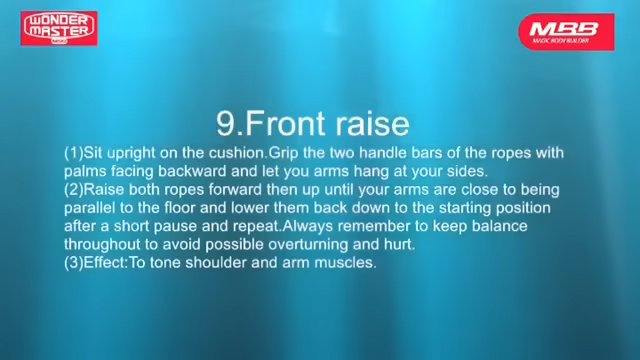 WONDER
MASTER
MBB
MAGIC BODYBUILDER
9.Front raise
(1)Sit upright on the cushion.Grip the two handle bars of the ropes with
palms facing backward and let you arms hang at your sides.
(2)Raise both ropes forward then up until your arms are close to being
parallel to the floor and lower them back down to the starting position
after a short pause and repeat.Always remember to keep balance
throughout to avoid possible overturning and hurt.
(3)Effect:To tone shoulder and arm muscles.